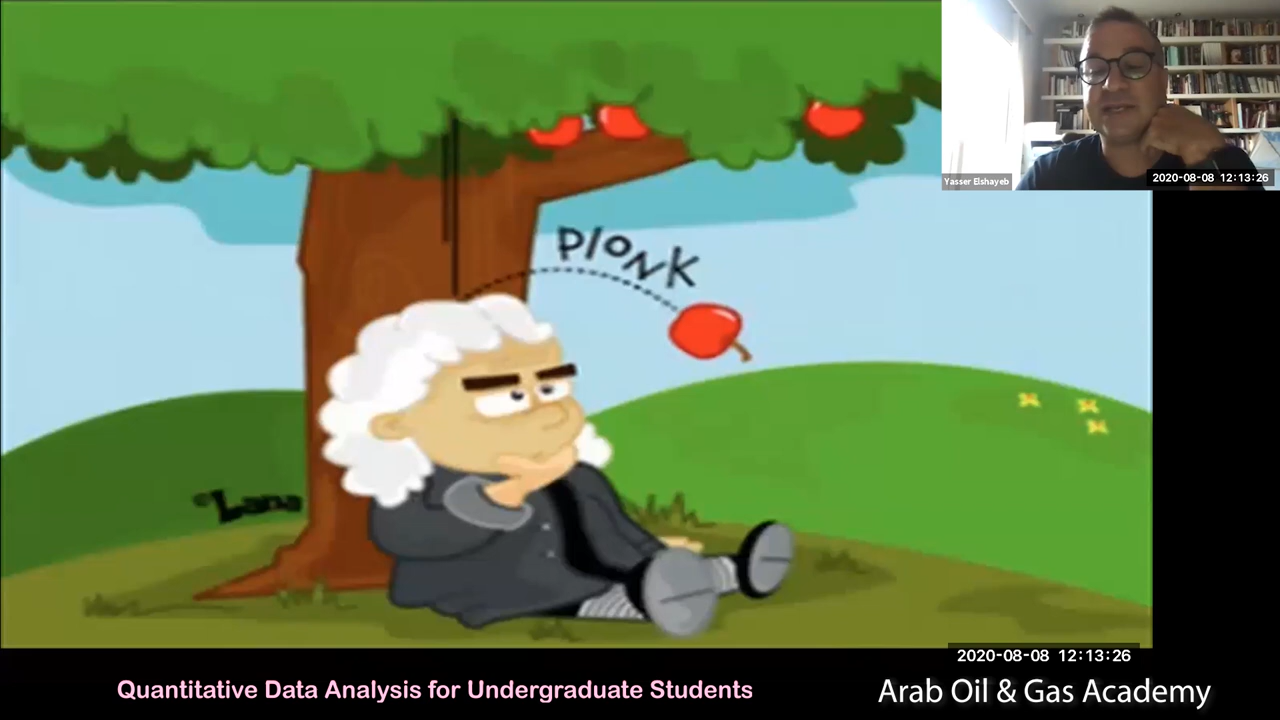 Yasser Elshayeb
2020-08-08 12:13:26
PlONK
Lana
2020-08-08 12:13:26
Quantitative Data Analysis for Undergraduate Students
Arab Oil & Gas Academy